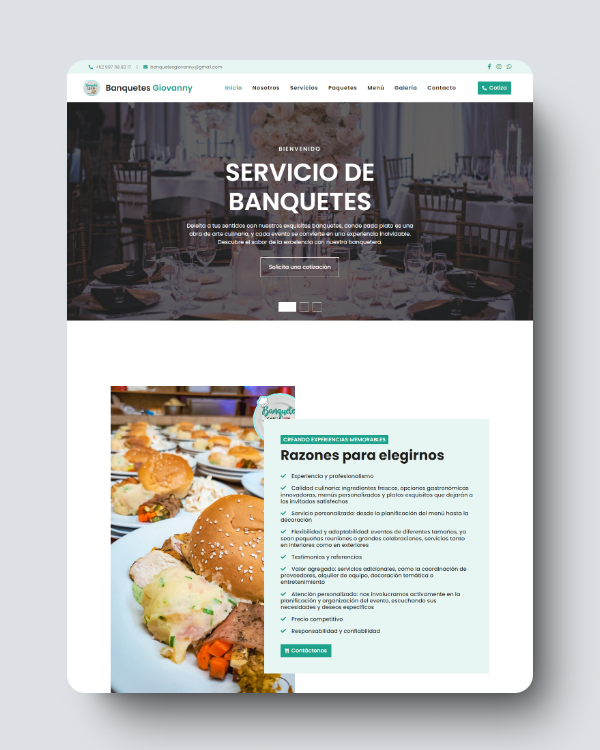 banquetesgiovanny@gmail.com
Banquetes Giovanny
Inicio Nosotros Servicios Paquetes Menú Galería Contacto
Cotiza
BIENVENIDO
SERVICIO DE
BANQUETES
Deleita a tus sentidos con nuestros exquisitos banquetes, donde cada plato es una
obra de arte culinaria, y cada evento se convierte en una experiencia inolvidable.
Descubre el sabor de la excelencia con nuestra banquetera.
Solicita una cotización
CREANDO EXPERIENCIAS MEMORABLES
Razones para elegirnos
Experiencia y profesionalismo
Calidad culinaria: ingredientes frescos, opciones gastronómicas
innovadoras, menús personalizados y platos exquisitos que dejarán a
los invitados satisfechos
Servicio personalizado: desde la planificación del menú hasta la
decoración
Flexibilidad y adaptabilidad: eventos de diferentes tamaños, ya
sean pequeñas reuniones o grandes celebraciones, servicios tanto
en interiores como en exteriores
Testimonios y referencias
Valor agregado: servicios adicionales, como la coordinación de
proveedores, alquiler de equipo, decoración temática o
entretenimiento
Atención personalizada: nos involucramos activamente en la
planificación y organización del evento, escuchando sus
necesidades y deseos específicos
Precio competitivo
Responsabilidad y confiabilidad
Contáctenos